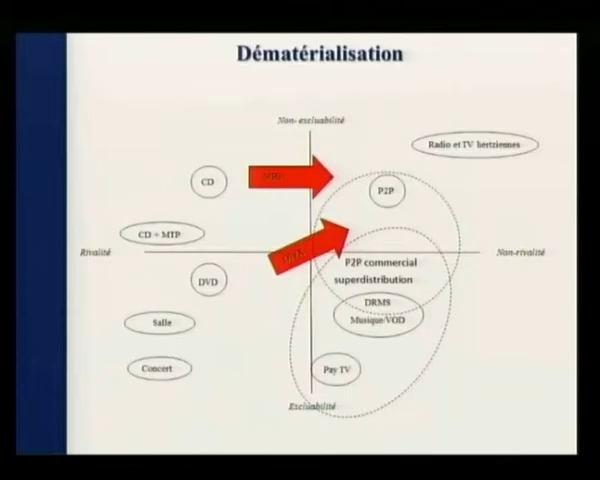 Dématérialisation
Non- excluabilité
Radio et TV hertziennes
CD
P2P
CD + MTP
Rivalité
Non-rivalité
P2P commercial
superdistribution
DVD
DRMS
Musique/VOD
Salle
Concert
Pay TV
Excluabilité